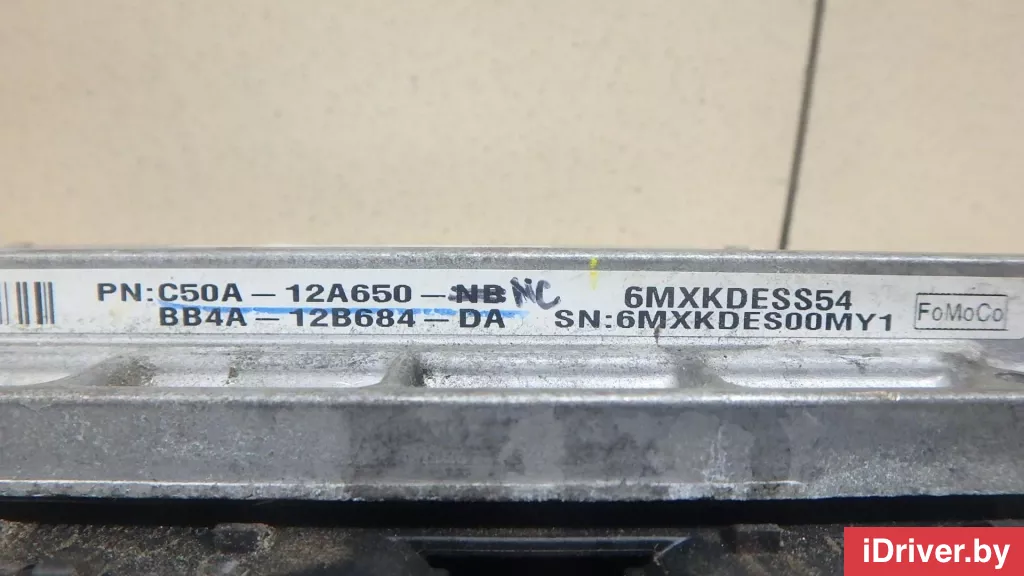 PN:C50A-12A650-NB NC 6MXKDESS54
BB4A-12B684-DA SN:6MXKDES00MY1 FoMoCo
iDriver.by